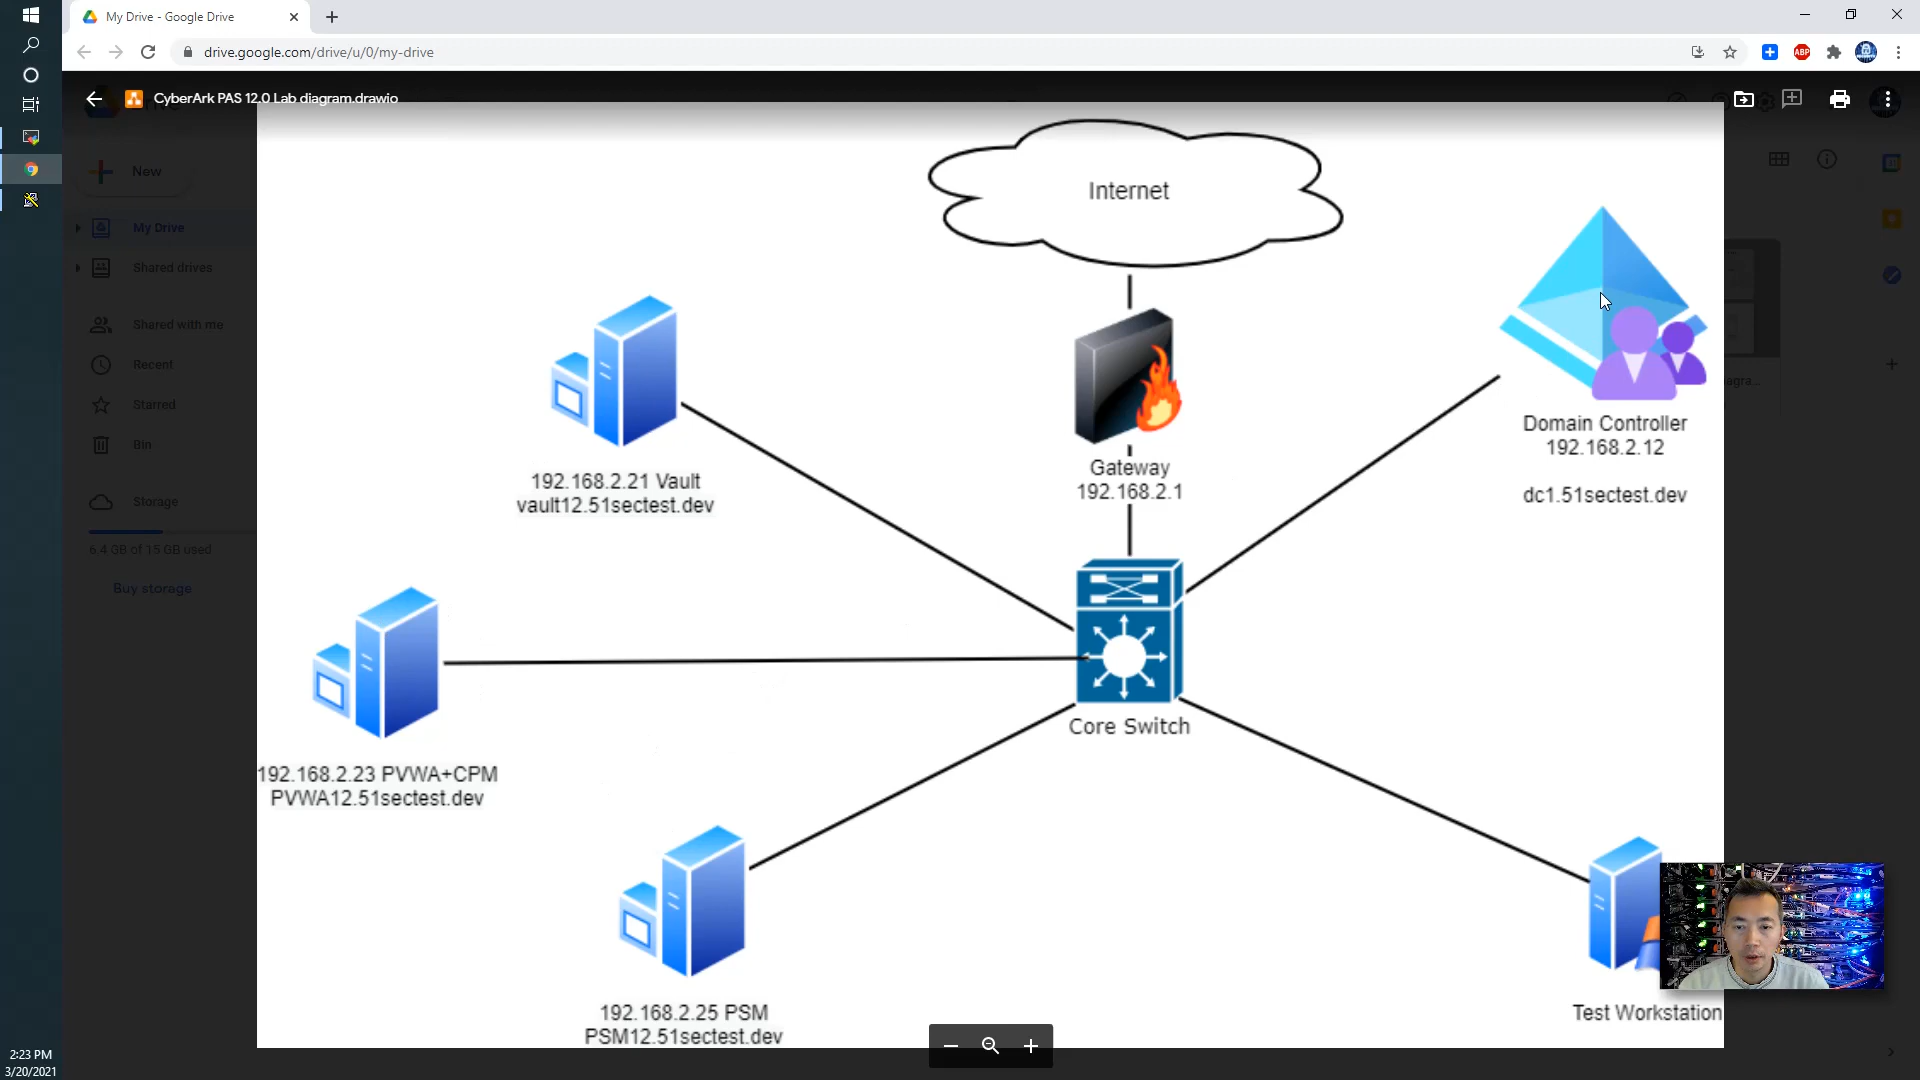 My Drive - Google Drive
drive.google.com/drive/u/0/my-drive
CyberArk PAS 12.0 Lab diagram.drawio
New
My Drive
Shared drives
Shared with me
Recent
Starred
Bin
Storage
6.4 GB of 15 GB used
Buy storage
Internet
Gateway
192.168.2.1
Domain Controller
192.168.2.12
dc1.51sectest.dev
192.168.2.21 Vault
vault12.51sectest.dev
Core Switch
192.168.2.23 PVWA+CPM
PVWA12.51sectest.dev
192.168.2.25 PSM
PSM12.51sectest.dev
Test Workstation
ABP
2:23 PM
3/20/2021